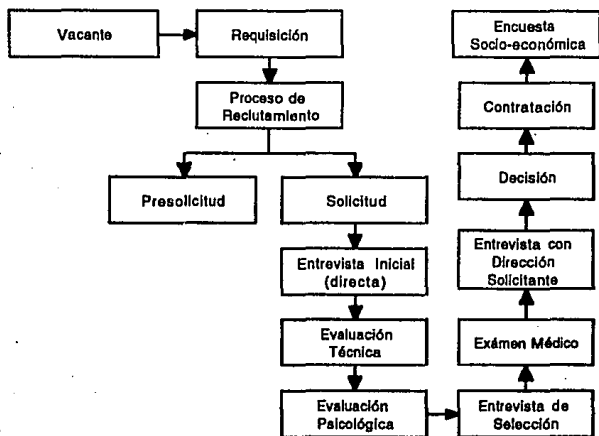 Vacante
Requisición
Proceso de
Reclutamiento
Presolicitud
Solicitud
Entrevista Inicial
(directa)
Evaluación
Técnica
Evaluación
Psicológica
Entrevista de
Selección
Exámen Médico
Entrevista con
Dirección
Solicitante
Decisión
Contratación
Encuesta
Socio-económica